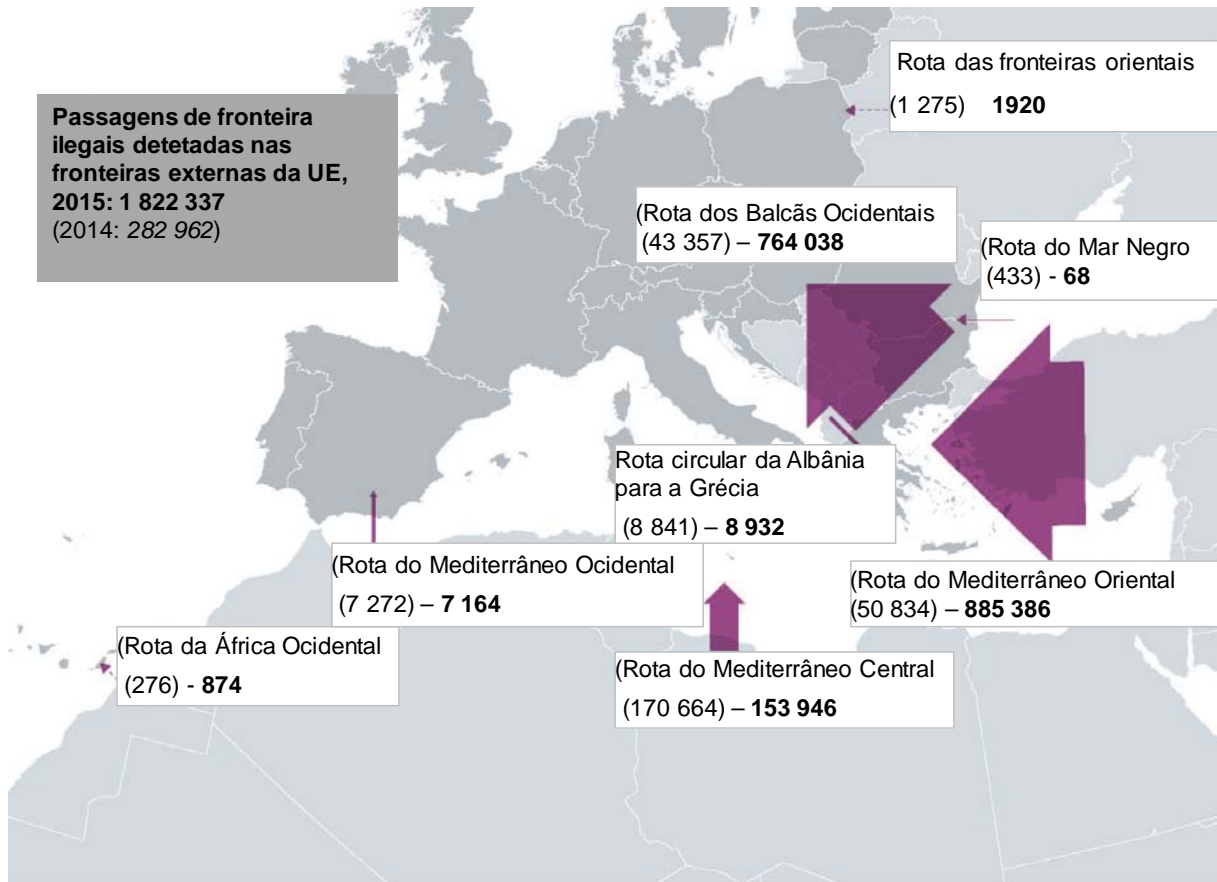 Passagens de fronteira
ilegais detetadas nas
fronteiras externas da UE,
2015: 1 822 337
(2014: 282 962)
Rota das fronteiras orientais
(1 275) 1920
(Rota dos Balcãs Ocidentais
(43 357) – 764 038
(Rota do Mar Negro
(433) - 68
Rota circular da Albânia
para a Grécia
(8 841) – 8 932
(Rota do Mediterrâneo Ocidental
(7 272) – 7 164
(Rota do Mediterrâneo Oriental
(50 834) – 885 386
(Rota da África Ocidental
(276) - 874
(Rota do Mediterrâneo Central
(170 664) – 153 946